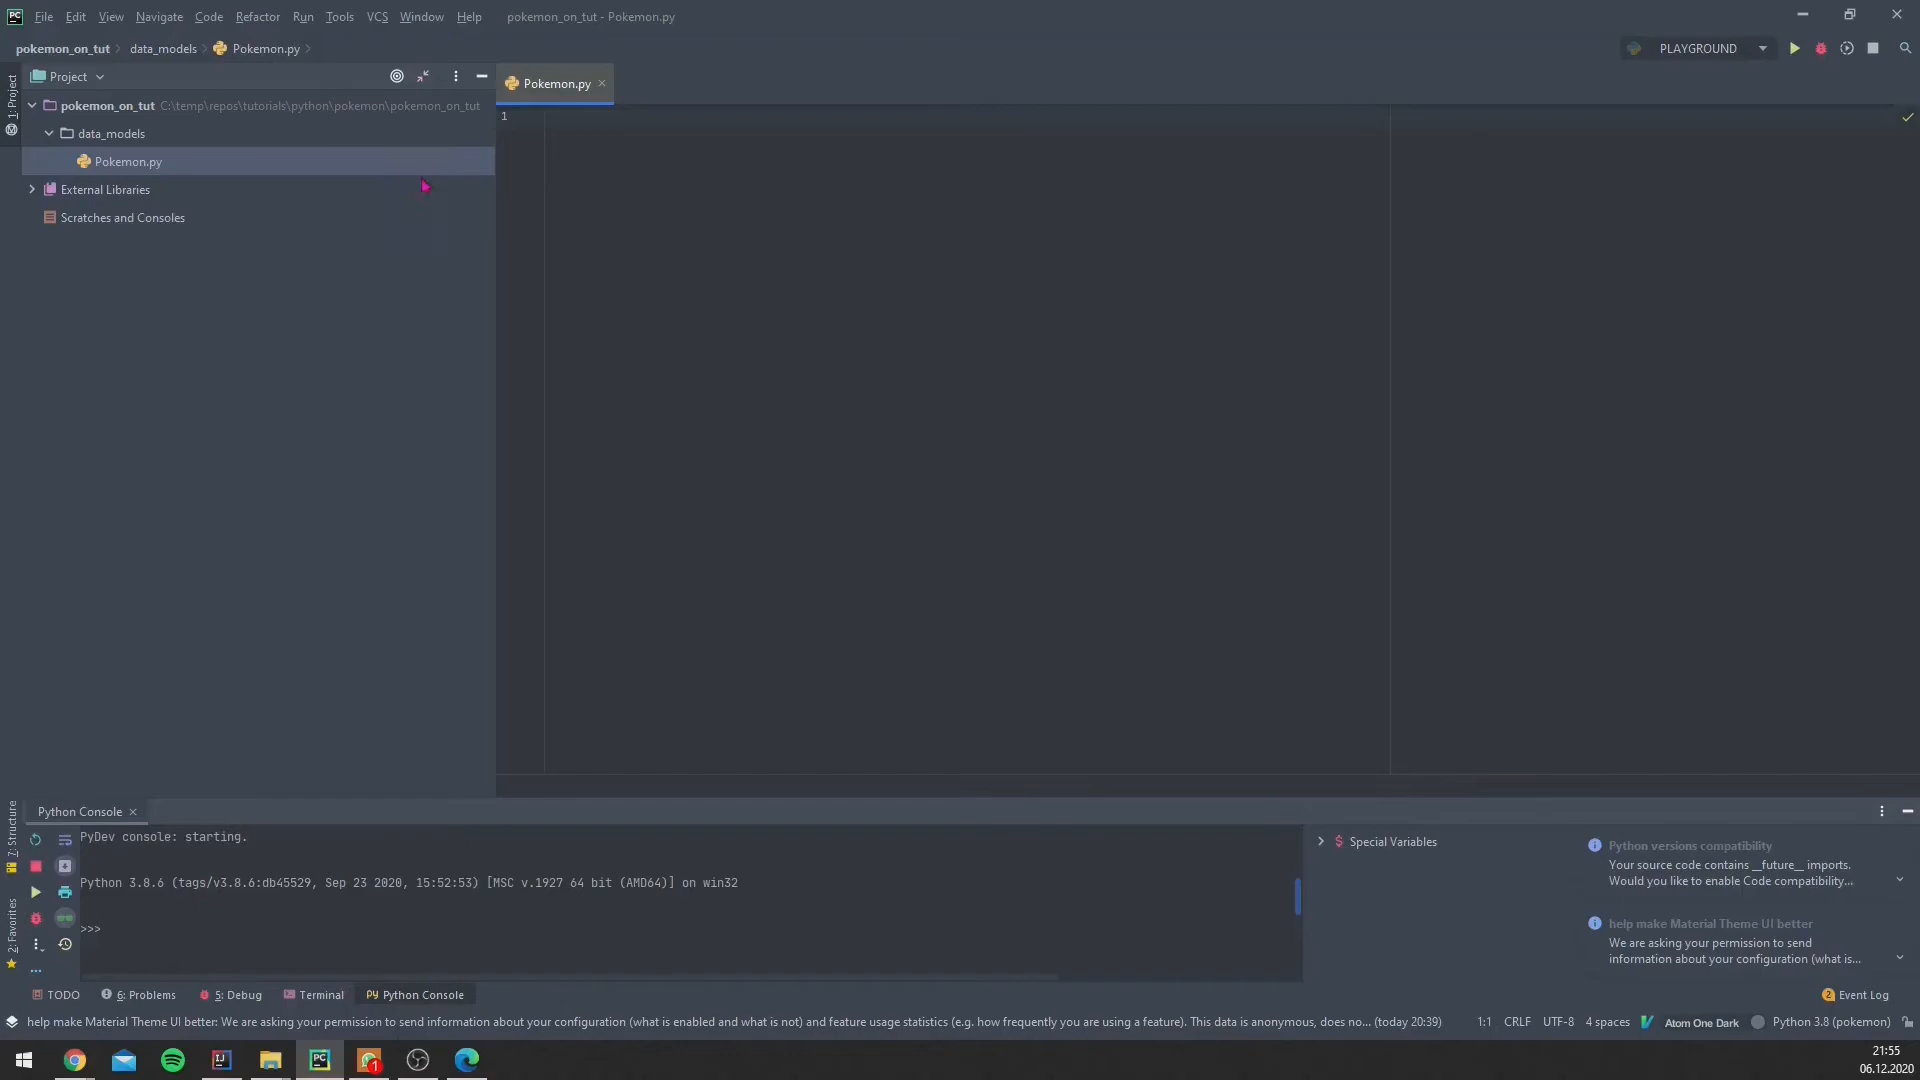 PC File Edit View Navigate Code Refactor Run Tools VCS Window Help pokemon_on_tut - Pokemon.py
pokemon_on_tut data_models Pokemon.py PLAYGROUND
1: Project
Project
Pokemon.py
pokemon_on_tut C:\temp\repos\tutorials\python\pokemon\pokemon_on_tut
1
data_models
Pokemon.py
External Libraries
Scratches and Consoles
7: Structure
2: Favorites
Python Console
PyDev console: starting.
Python 3.8.6 (tags/v3.8.6:db45529, Sep 23 2020, 15:52:53) [MSC v.1927 64 bit (AMD64)] on win32
>>>
Special Variables
Python versions compatibility
Your source code contains __future__ imports.
Would you like to enable Code compatibility...
help make Material Theme UI better
We are asking your permission to send
information about your configuration (what is...
TODO 6: Problems 5: Debug Terminal Python Console 2 Event Log
help make Material Theme UI better: We are asking your permission to send information about your configuration (what is enabled and what is not) and feature usage statistics (e.g. how frequently you are using a feature). This data is anonymous, does no... (today 20:39) 1:1 CRLF UTF-8 4 spaces Atom One Dark Python 3.8 (pokemon)
IJ PC 1
21:55
06.12.2020